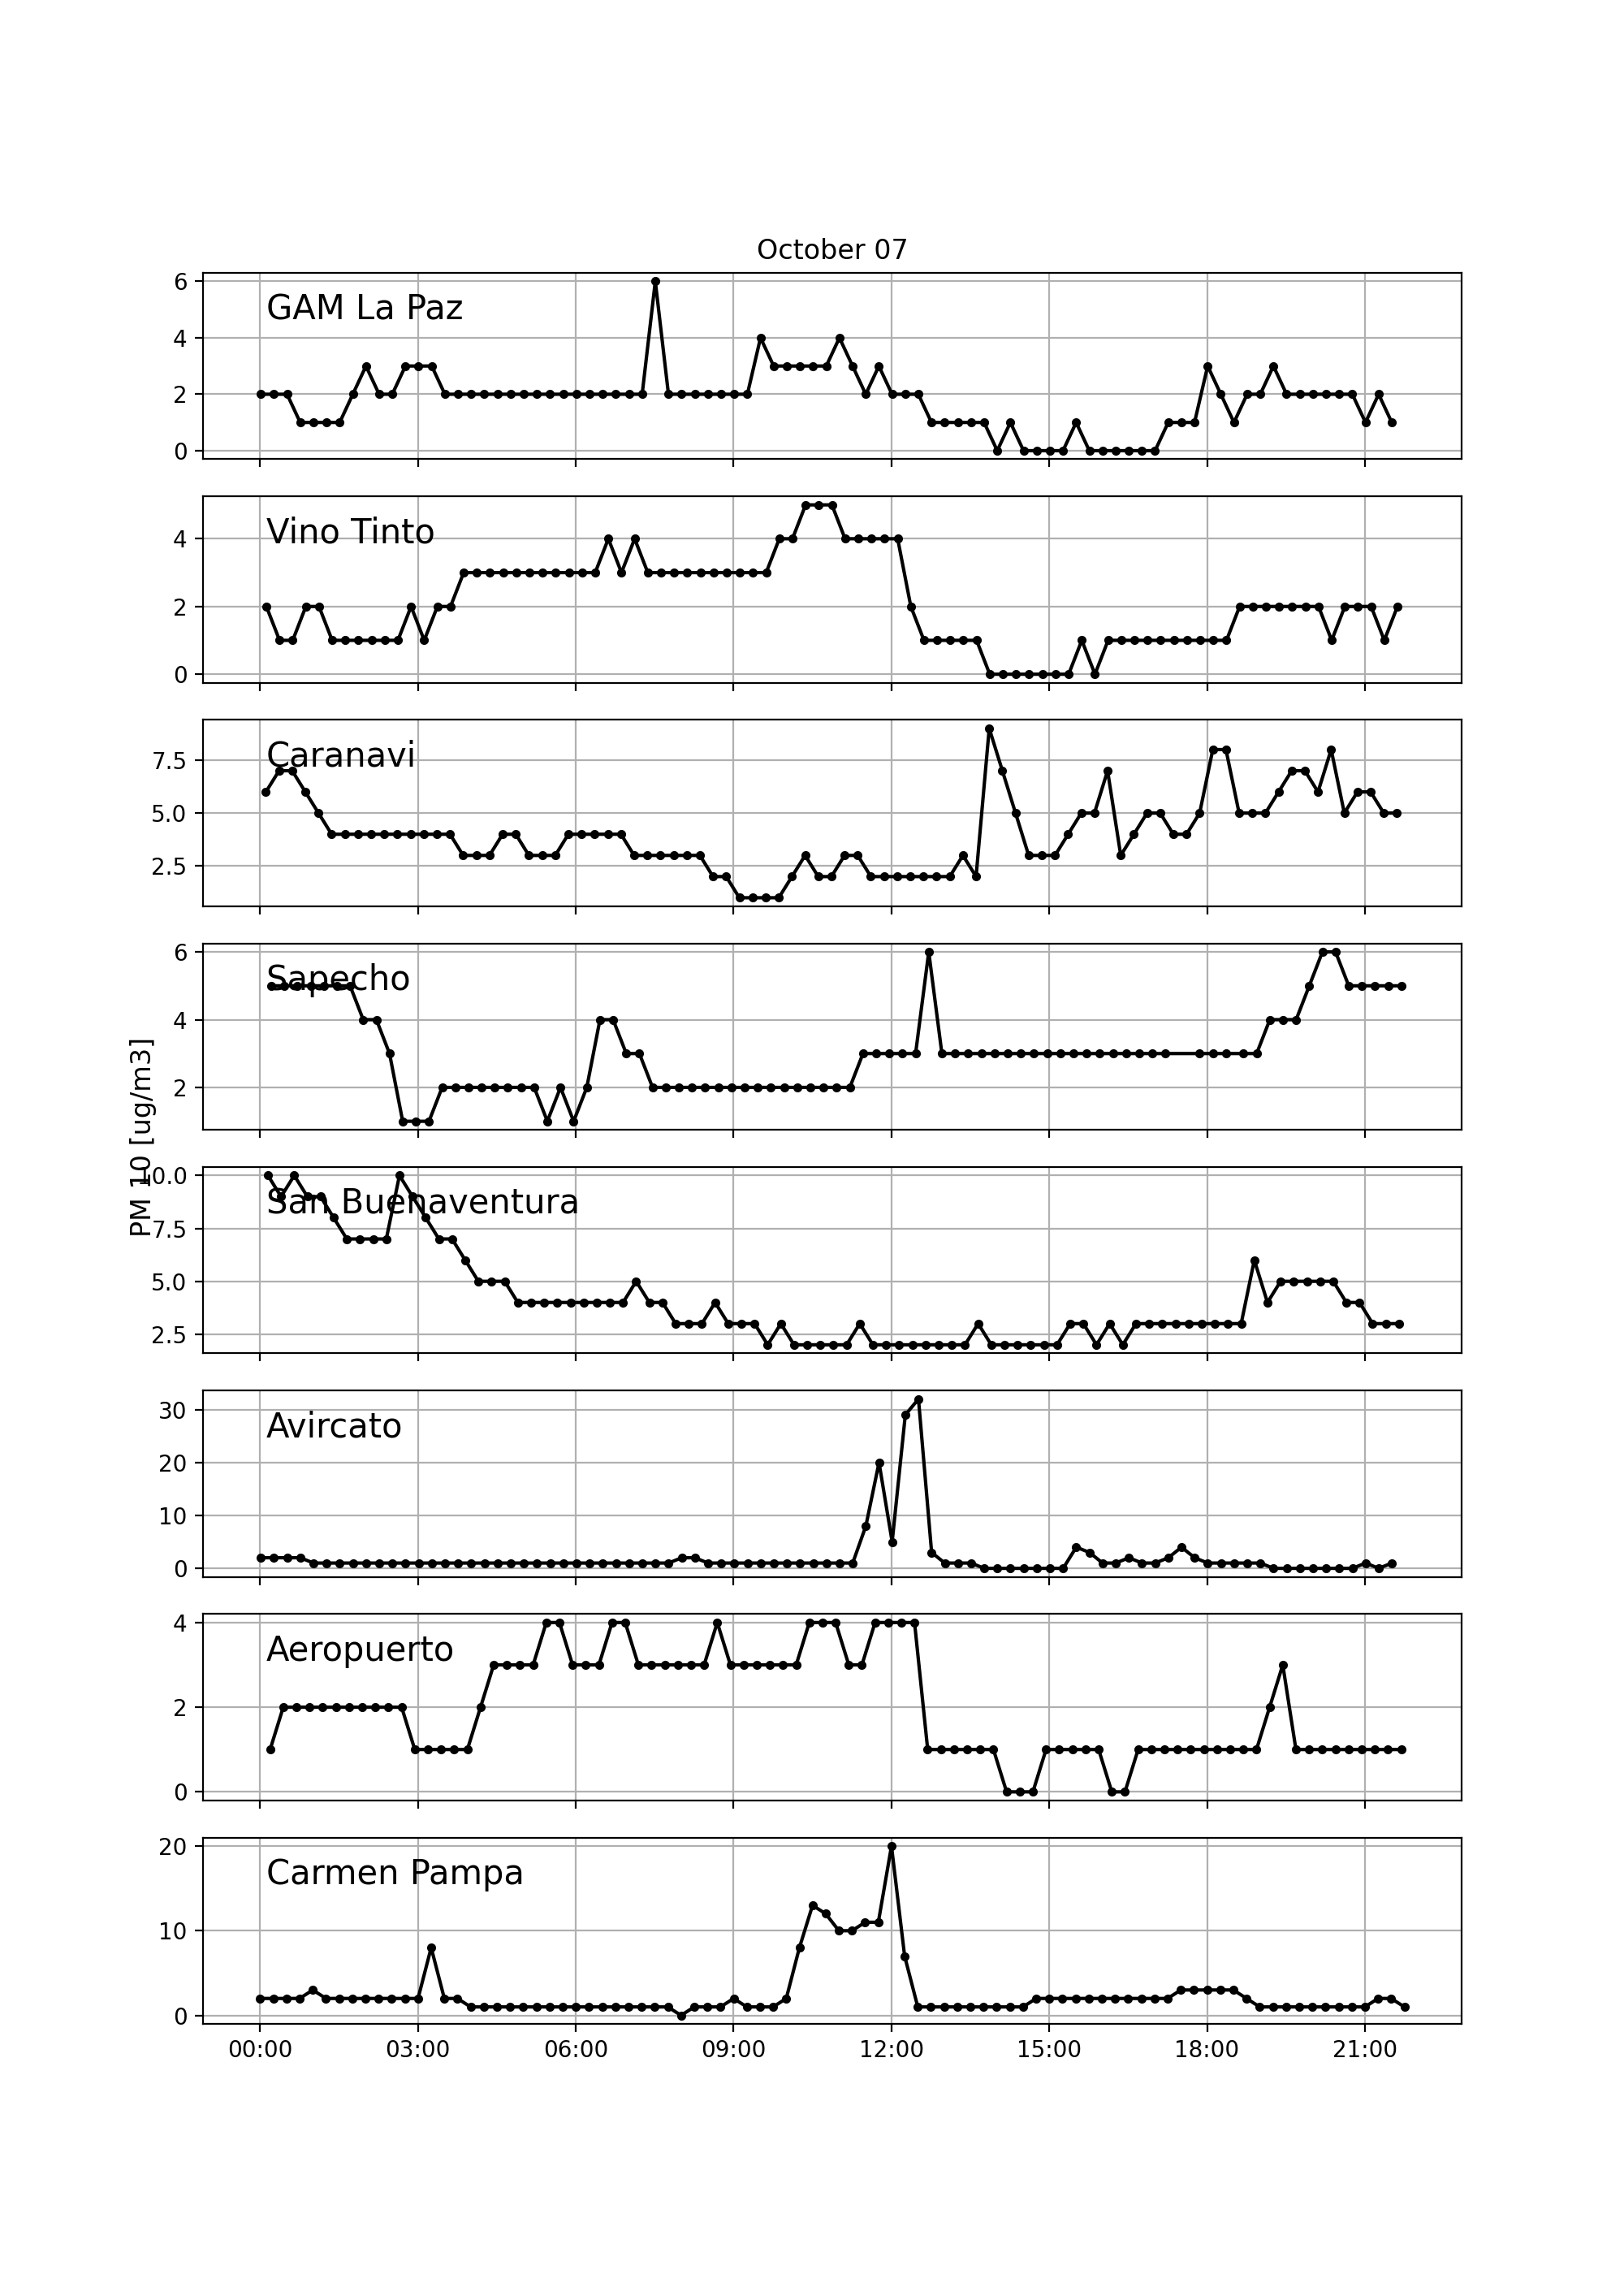 October 07
6
GAM La Paz
4
2
0
Vino Tinto
4
2
0
Caranavi
7.5
5.0
2.5
6
Sapecho
4
2
PM 10 [ug/m3]
10.0
San Buenaventura
7.5
5.0
2.5
30
Avircato
20
10
0
4
Aeropuerto
2
0
20
Carmen Pampa
10
0
00:00 03:00 06:00 09:00 12:00 15:00 18:00 21:00